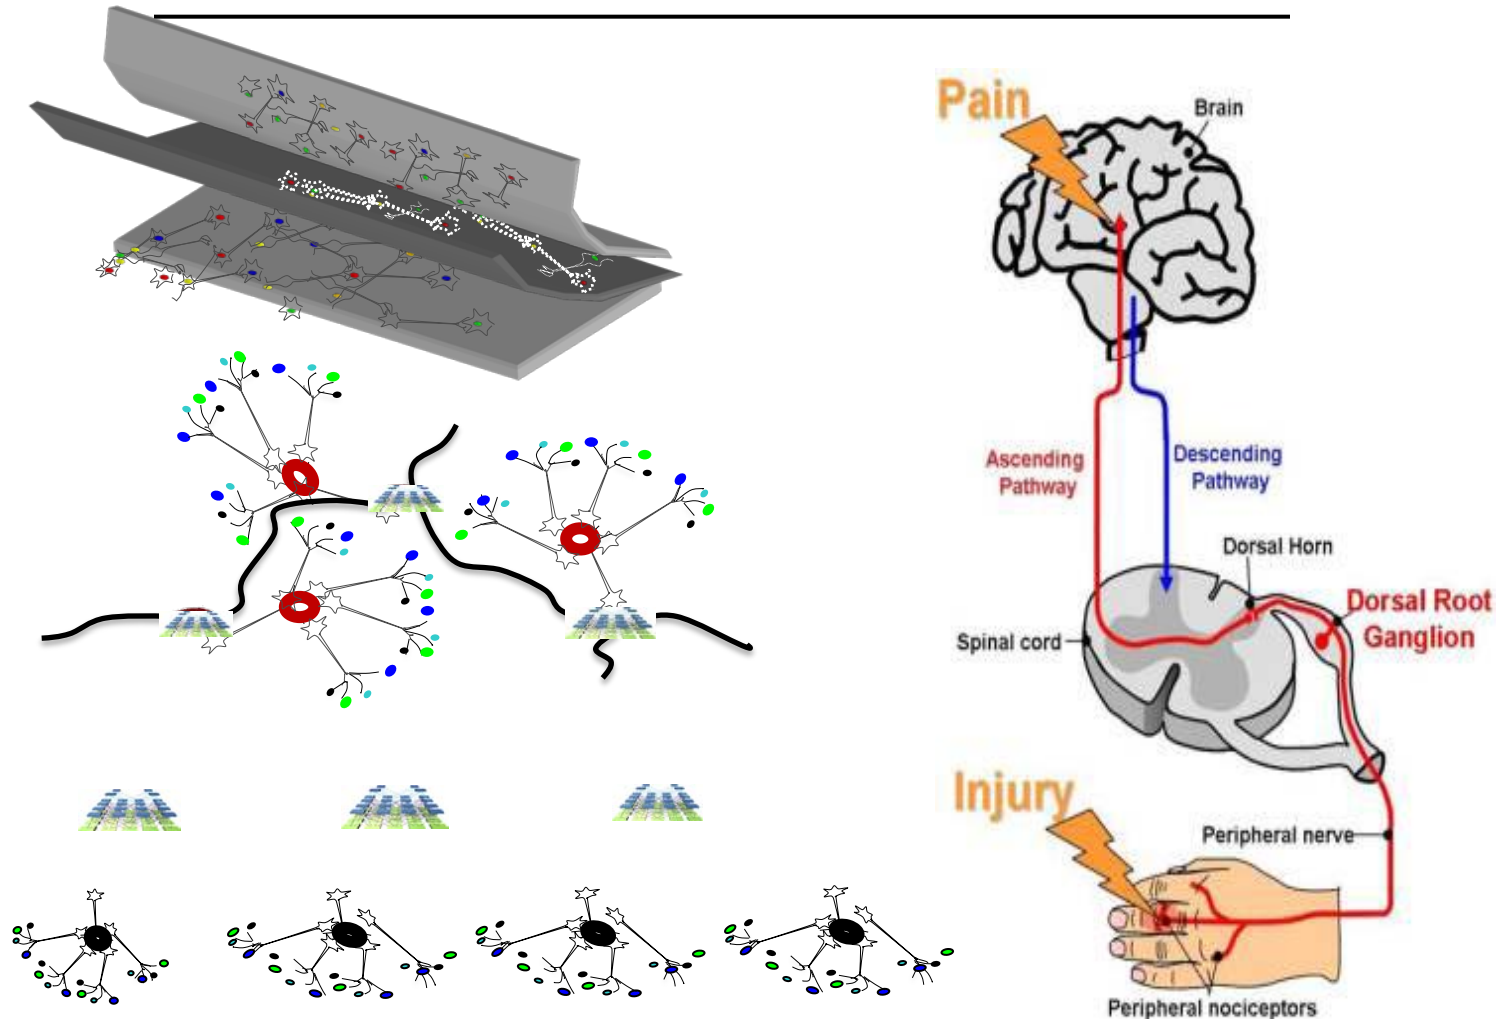 Pain
Brain
Ascending
Pathway
Descending
Pathway
Dorsal Horn
Dorsal Root
Ganglion
Spinal cord
Injury
Peripheral nerve
Peripheral nociceptors